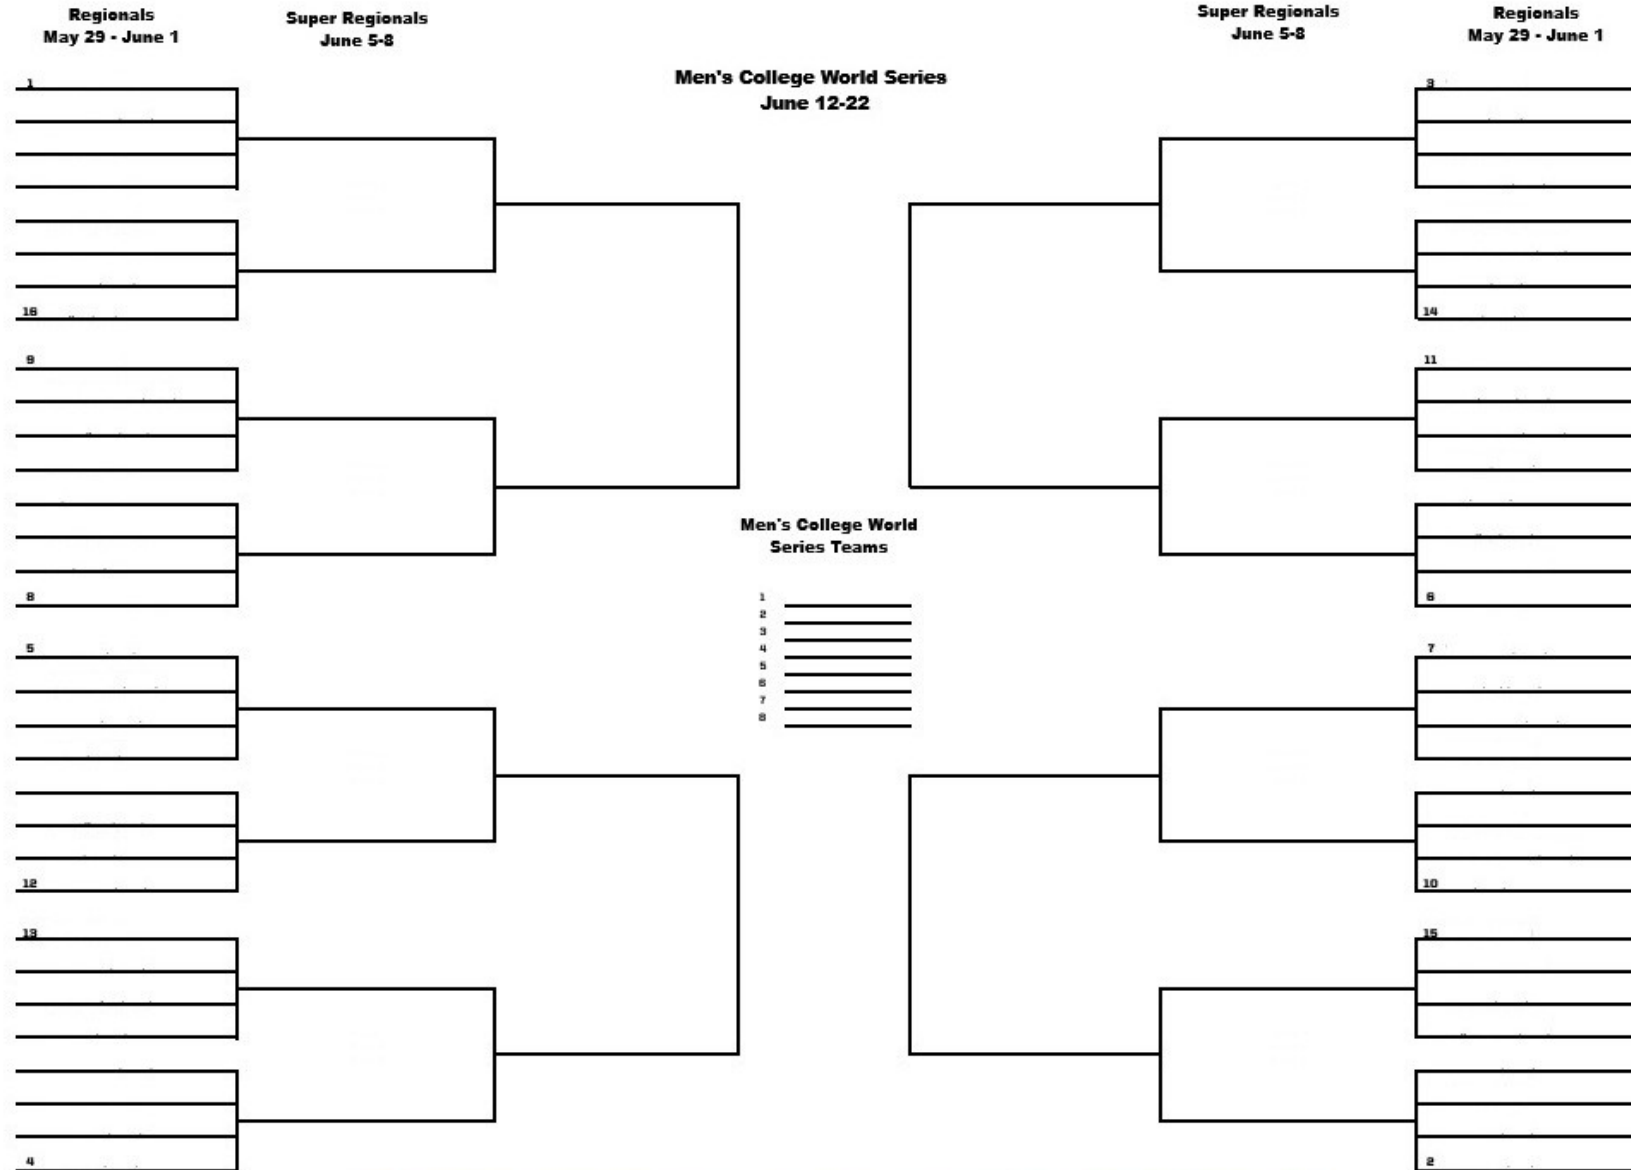 Regionals
May 29 - June 1
Super Regionals
June 5-8
Men's College World Series
June 12-22
Super Regionals
June 5-8
Regionals
May 29 - June 1
1
16
9
8
5
12
13
4
Men's College World
Series Teams
1
2
3
4
5
6
7
8
3
14
11
6
7
10
15
2